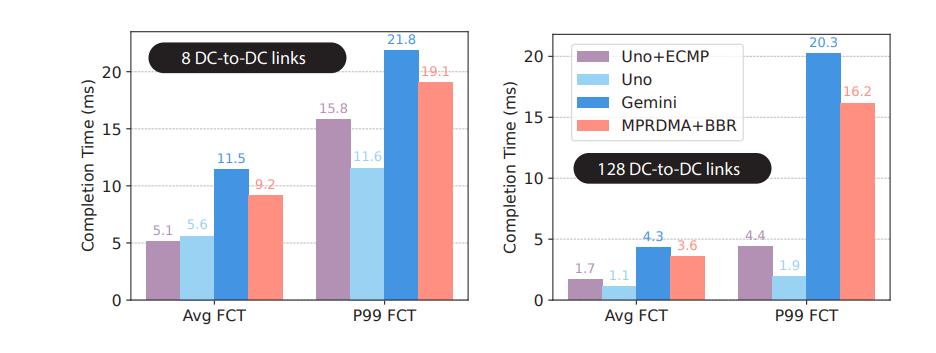 Completion Time (ms)
20
15
10
5
0
8 DC-to-DC links
5.1
5.6
11.5
9.2
15.8
11.6
21.8
19.1
Avg FCT
P99 FCT
Completion Time (ms)
20
15
10
5
0
Uno+ECMP
Uno
Gemini
MPRDMA+BBR
128 DC-to-DC links
1.7
1.1
4.3
3.6
4.4
1.9
20.3
16.2
Avg FCT
P99 FCT